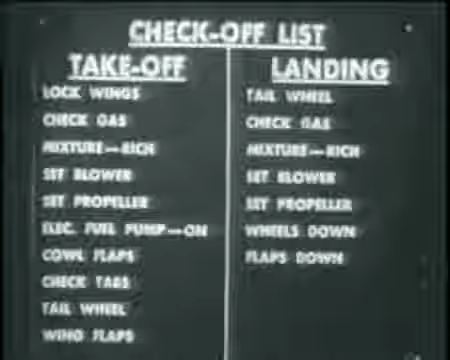 CHECK-OFF LIST
TAKE-OFF
LOCK WINGS
CHECK GAS
MIXTURE—RICH
SET BLOWER
SET PROPELLER
ELEC. FUEL PUMP—ON
COWL FLAPS
CHECK TABS
TAIL WHEEL
WING FLAPS
LANDING
TAIL WHEEL
CHECK GAS
MIXTURE—RICH
SET BLOWER
SET PROPELLER
WHEELS DOWN
FLAPS DOWN